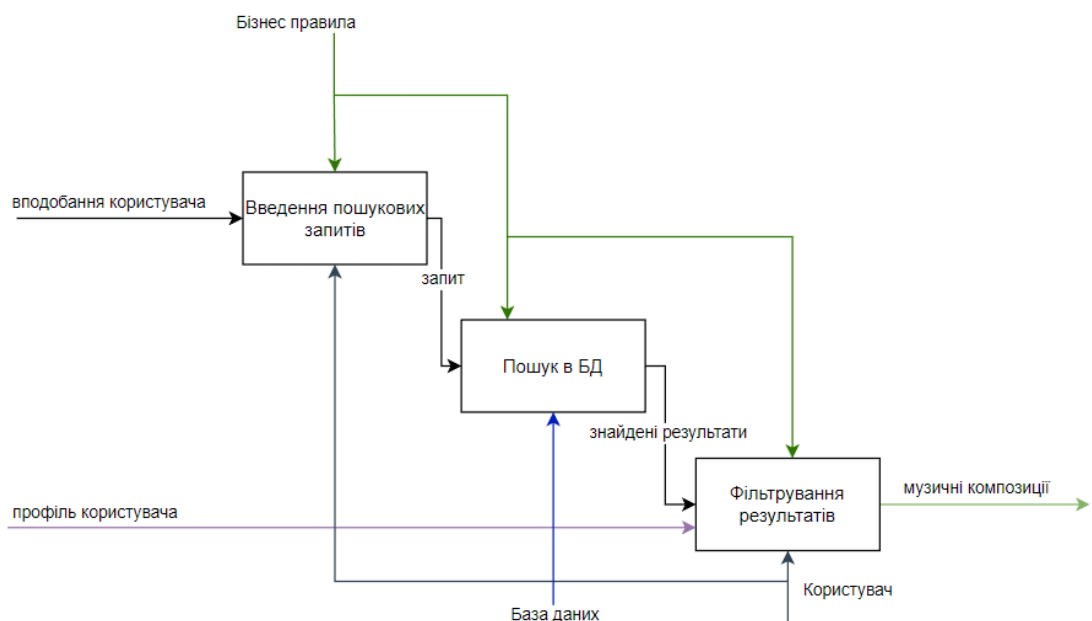 Бізнес правила
вподобання користувача
Введення пошукових
запитів
запит
Пошук в БД
знайдені результати
профіль користувача
Фільтрування
результатів
музичні композиції
Користувач
База даних